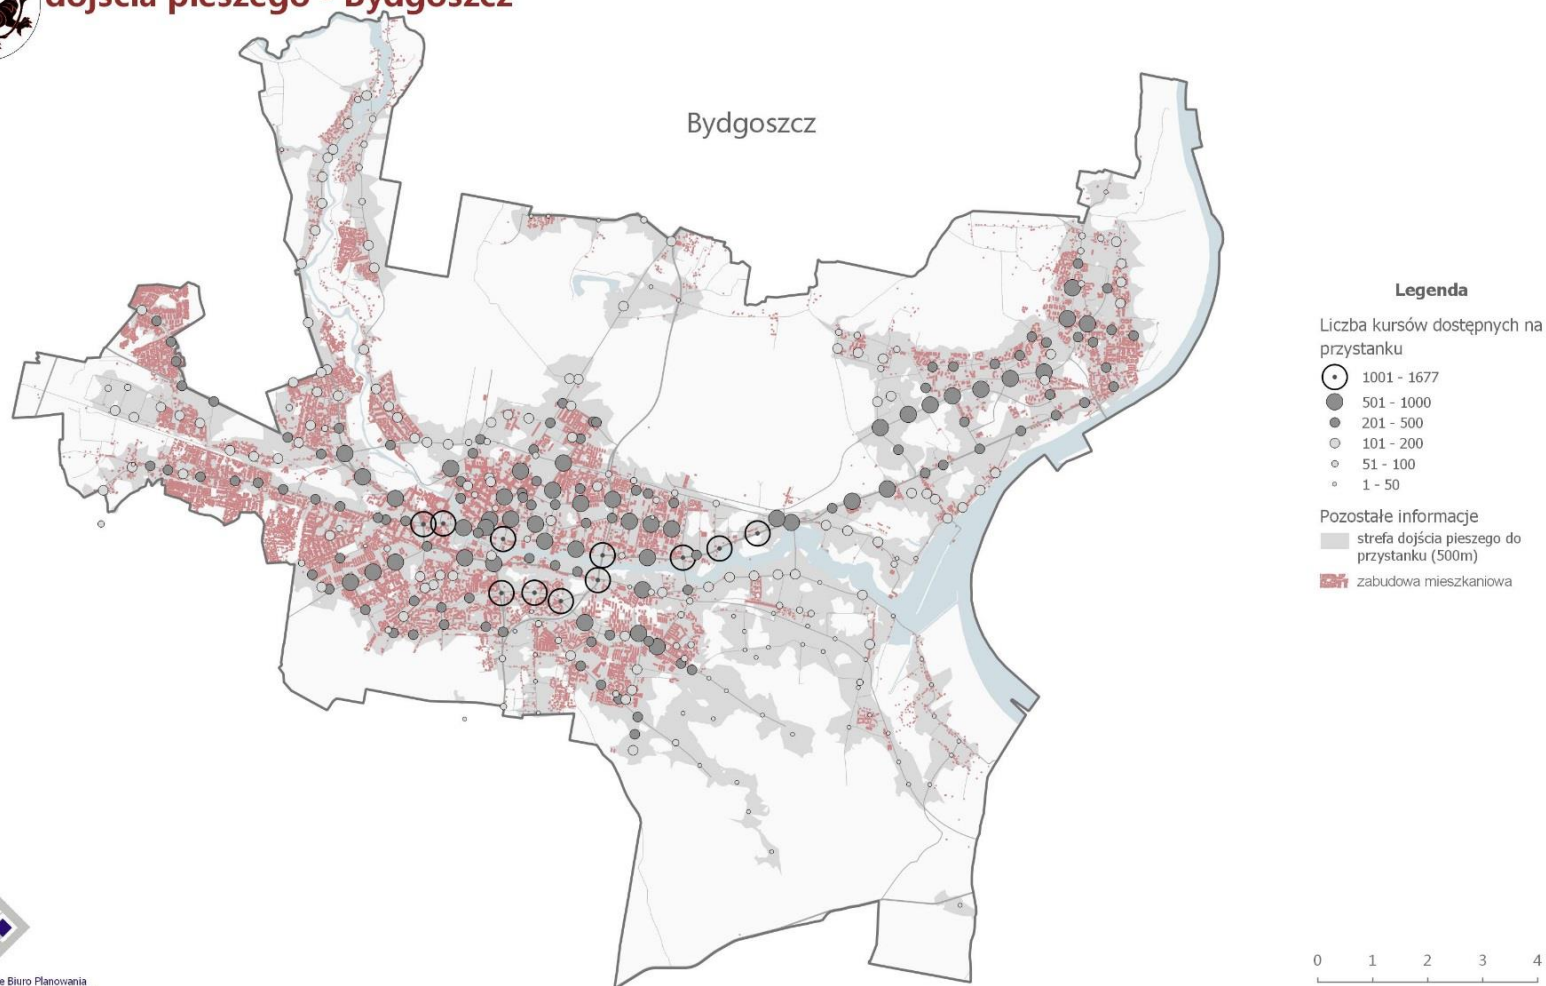 dojścia pieszego - Bydgoszcz
Bydgoszcz
Legenda
Liczba kursów dostępnych na
przystanku
1001 - 1677
501 - 1000
201 - 500
101 - 200
51 - 100
1 - 50
Pozostałe informacje
strefa dojścia pieszego do
przystanku (500m)
zabudowa mieszkaniowa
0 1 2 3 4
e Biuro Planowania